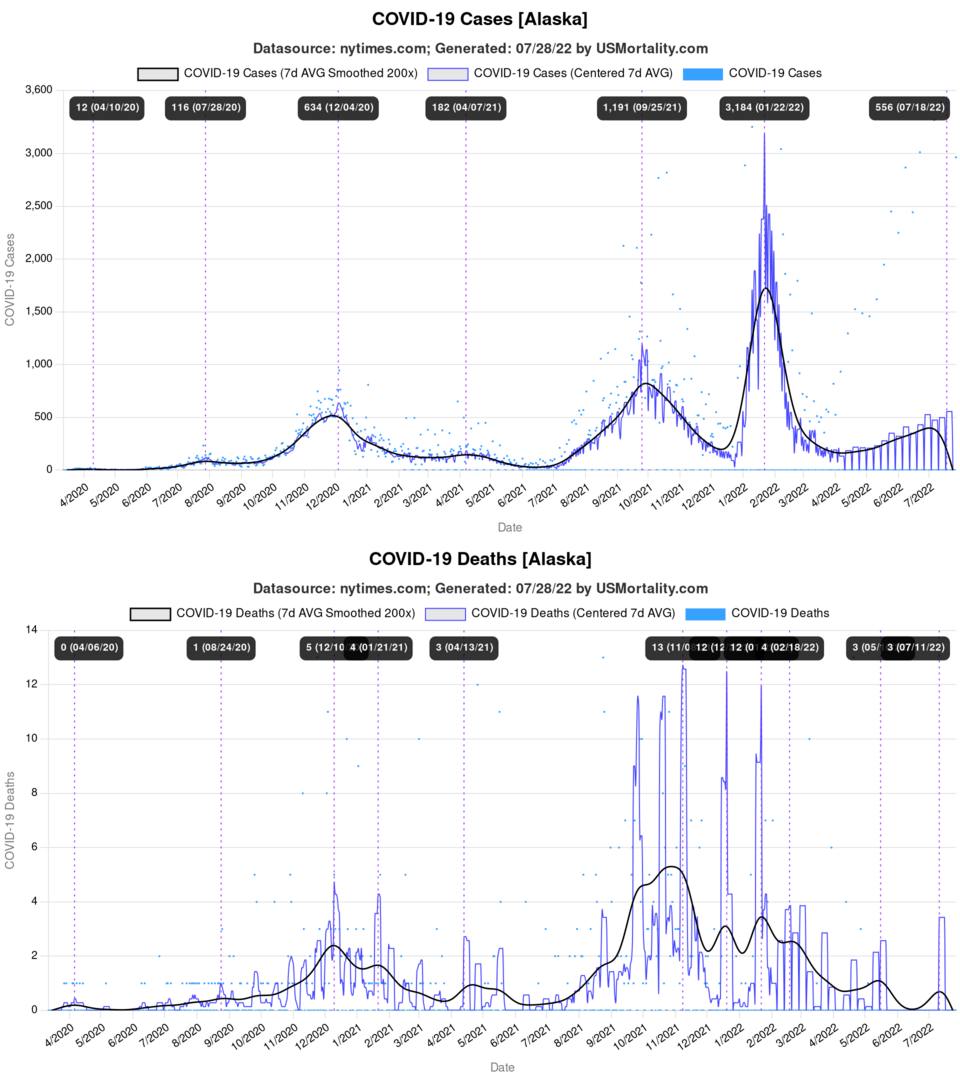 COVID-19 Cases [Alaska]
Datasource: nytimes.com; Generated: 07/28/22 by USMortality.com
COVID-19 Cases (7d AVG Smoothed 200x) COVID-19 Cases (Centered 7d AVG) COVID-19 Cases
3,600
12 (04/10/20) 116 (07/28/20) 634 (12/04/20) 182 (04/07/21) 1,191 (09/25/21) 3,184 (01/22/22) 556 (07/18/22)
3,000
2,500
2,000
1,500
1,000
500
0
COVID-19 Cases
4/2020 5/2020 6/2020 7/2020 8/2020 9/2020 10/2020 11/2020 12/2020 1/2021 2/2021 3/2021 4/2021 5/2021 6/2021 7/2021 8/2021 9/2021 10/2021 11/2021 12/2021 1/2022 2/2022 3/2022 4/2022 5/2022 6/2022 7/2022
Date
COVID-19 Deaths [Alaska]
Datasource: nytimes.com; Generated: 07/28/22 by USMortality.com
COVID-19 Deaths (7d AVG Smoothed 200x) COVID-19 Deaths (Centered 7d AVG) COVID-19 Deaths
14
0 (04/06/20) 1 (08/24/20) 5 (12/10 4 (01/21/21) 3 (04/13/21) 13 (11/0 12 (12 12 (0 4 (02/18/22) 3 (05/ 3 (07/11/22)
12
10
8
6
4
2
0
COVID-19 Deaths
4/2020 5/2020 6/2020 7/2020 8/2020 9/2020 10/2020 11/2020 12/2020 1/2021 2/2021 3/2021 4/2021 5/2021 6/2021 7/2021 8/2021 9/2021 10/2021 11/2021 12/2021 1/2022 2/2022 3/2022 4/2022 5/2022 6/2022 7/2022
Date